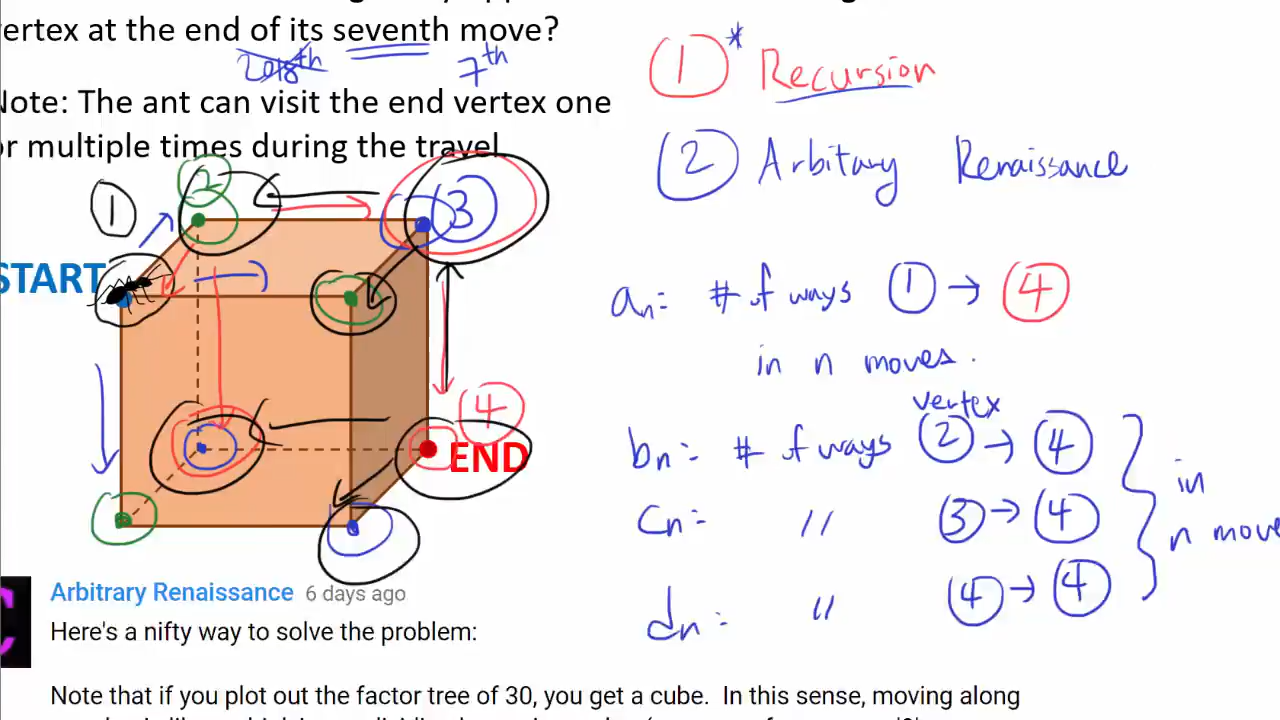 vertex at the end of its seventh move?
2018th 7th
Note: The ant can visit the end vertex one
or multiple times during the travel
1* Recursion
2 Arbitary Renaissance
1
2
3
START
4
END
an = # of ways 1 → 4
in n moves.
vertex
bn = # of ways 2 → 4
cn = 〃 3 → 4
dn = 〃 4 → 4
in
n move
Arbitrary Renaissance 6 days ago
Here's a nifty way to solve the problem:
Note that if you plot out the factor tree of 30, you get a cube. In this sense, moving along